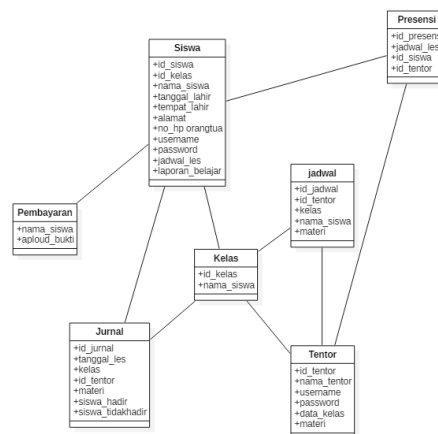 Presensi
+id_presensi
+jadwal_les
+id_siswa
+id_tentor
Siswa
+id_siswa
+id_kelas
+nama_siswa
+tanggal_lahir
+tempat_lahir
+alamat
+no_hp orangtua
+username
+password
+jadwal_les
+laporan_belajar
jadwal
+id_jadwal
+id_tentor
+kelas
+nama_siswa
+materi
Pembayaran
+nama_siswa
+aploud_bukti
Kelas
+id_kelas
+nama_siswa
Jurnal
+id_jurnal
+tanggal_les
+kelas
+id_tentor
+materi
+siswa_hadir
+siswa_tidakhadir
Tentor
+id_tentor
+nama_tentor
+username
+password
+data_kelas
+materi